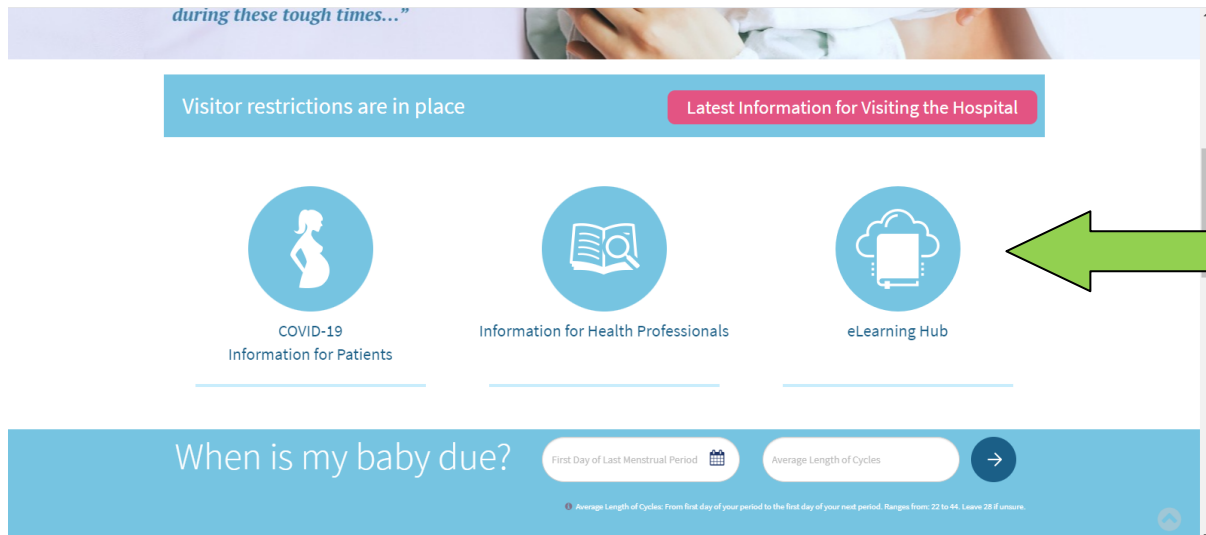 during these tough times...”
Visitor restrictions are in place
Latest Information for Visiting the Hospital
COVID-19
Information for Patients
Information for Health Professionals
eLearning Hub
When is my baby due?
First Day of Last Menstrual Period
Average Length of Cycles
Average Length of Cycles: From first day of your period to the first day of your next period. Ranges from: 22 to 44. Leave 28 if unsure.